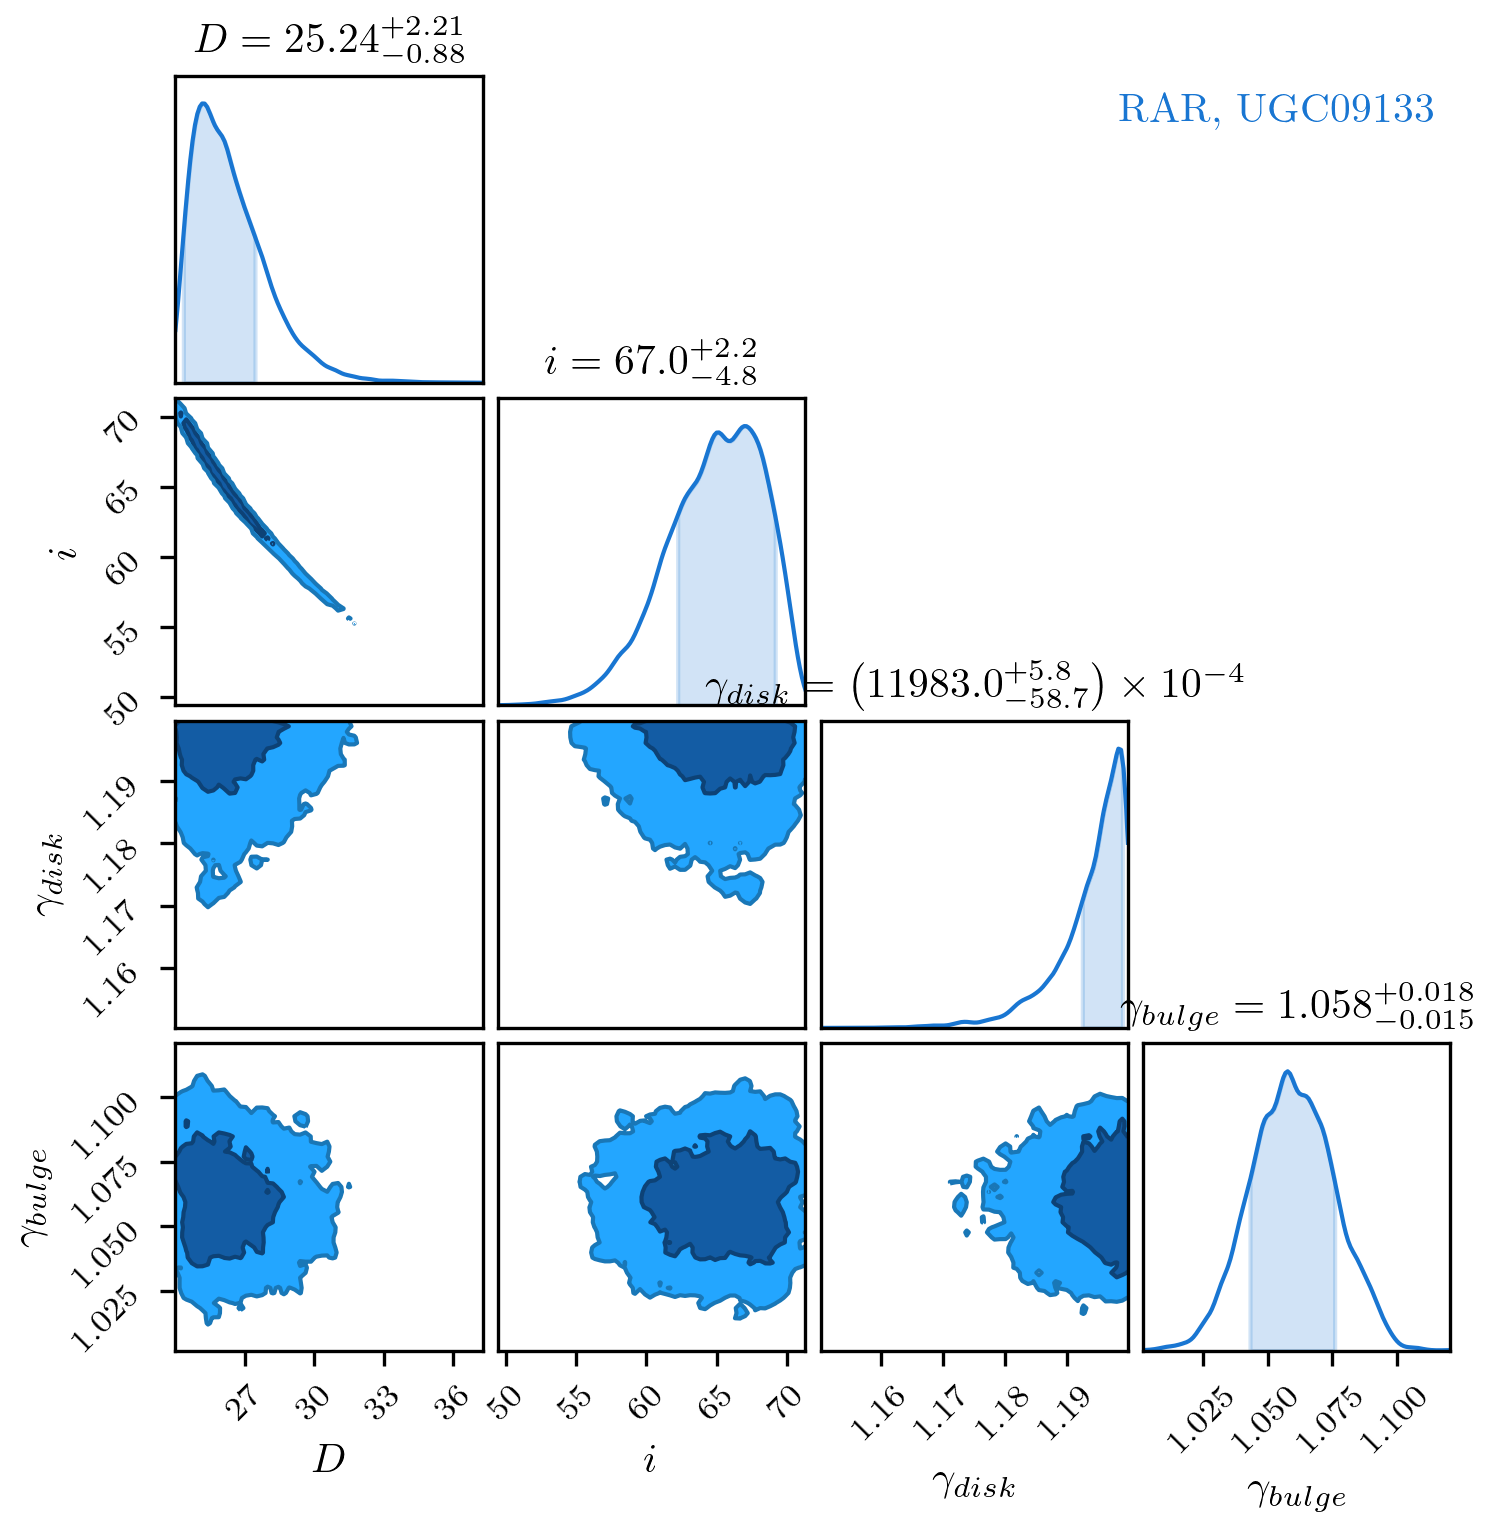 D = 25.24^{+2.21}_{-0.88}
RAR, UGC09133
i = 67.0^{+2.2}_{-4.8}
70
65
60
55
50
i
γ_{disk} = (11983.0^{+5.8}_{-58.7}) × 10^{-4}
1.19
1.18
1.17
1.16
γ_{disk}
γ_{bulge} = 1.058^{+0.018}_{-0.015}
1.100
1.075
1.050
1.025
γ_{bulge}
27 30 33 36 50 55 60 65 70 1.16 1.17 1.18 1.19 1.025 1.050 1.075 1.100
D i γ_{disk} γ_{bulge}